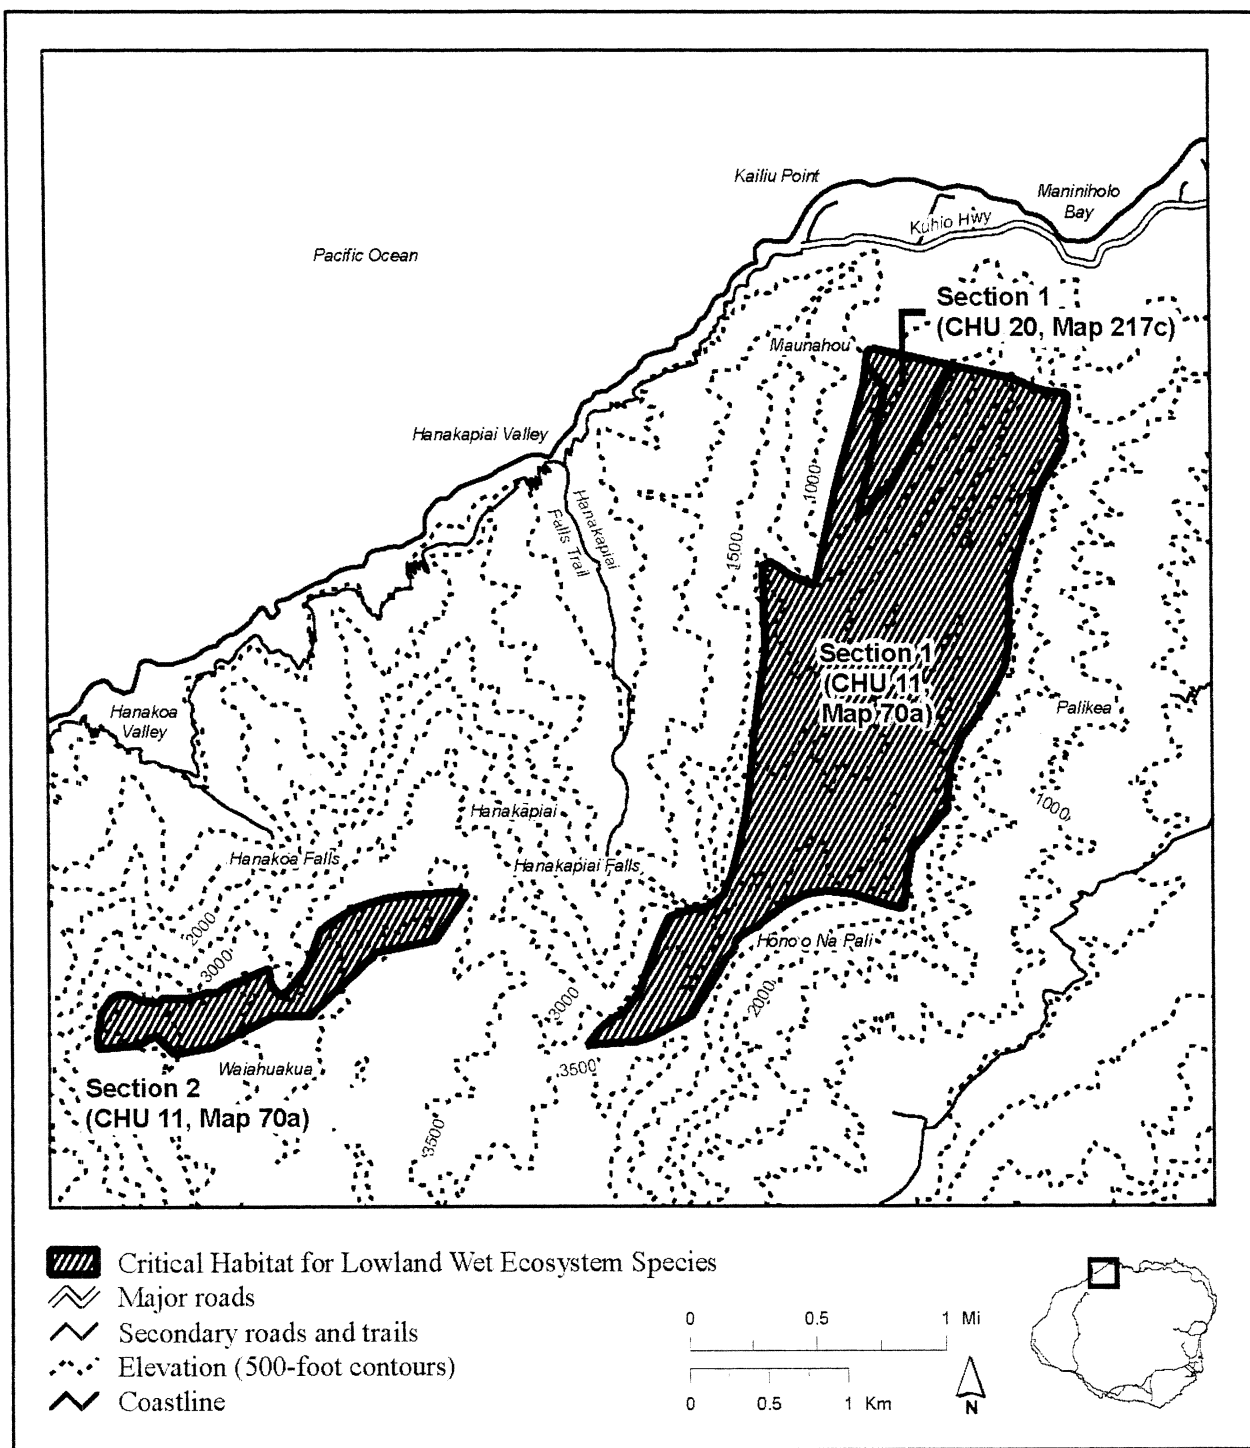 Kailiu Point
Maniniholo
Bay
Kuhio Hwy
Pacific Ocean
Section 1
(CHU 20, Map 217c)
Maunahou
Hanakapiai Valley
1000
Hanakapiai
Falls Trail
1500
Section 1
(CHU 11,
Map 70a)
Hanakoa
Valley
Palikea
1000
Hanakāpiai
Hanakoa Falls
Hanakapiai Falls
2000
3000
Hono o Na Pali
3000
2000
3500
Waiahuakua
Section 2
(CHU 11, Map 70a)
3500
Critical Habitat for Lowland Wet Ecosystem Species
Major roads
Secondary roads and trails
Elevation (500-foot contours)
Coastline
0 0.5 1 Mi
0 0.5 1 Km
N